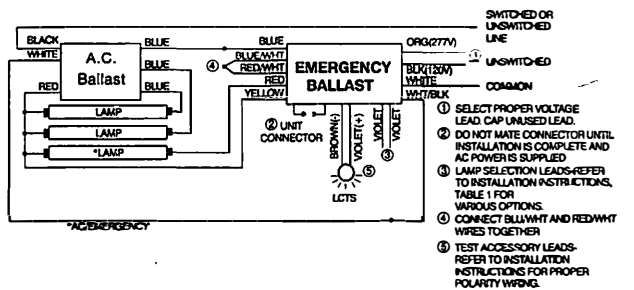 SWITCHED OR
UNSWITCHED
LINE
BLACK
WHITE
A.C.
Ballast
BLUE
BLUE
BLUE
RED
LAMP
LAMP
*LAMP
BLUE
BLUE/WHT
④
RED/WHT
RED
YELLOW
EMERGENCY
BALLAST
ORG(277V)
①
UNSWITCHED
BLK(120V)
WHITE
COMMON
WHT/BLK
② UNIT
CONNECTOR
BROWN(-)
VIOLET(+)
VIOLET
VIOLET
③
⑤
LCTS
*AC/EMERGENCY
① SELECT PROPER VOLTAGE
LEAD. CAP UNUSED LEAD.
② DO NOT MATE CONNECTOR UNTIL
INSTALLATION IS COMPLETE AND
AC POWER IS SUPPLIED
③ LAMP SELECTION LEADS-REFER
TO INSTALLATION INSTRUCTIONS,
TABLE 1 FOR
VARIOUS OPTIONS.
④ CONNECT BLU/WHT AND RED/WHT
WIRES TOGETHER
⑤ TEST ACCESSORY LEADS-
REFER TO INSTALLATION
INSTRUCTIONS FOR PROPER
POLARITY WIRING.